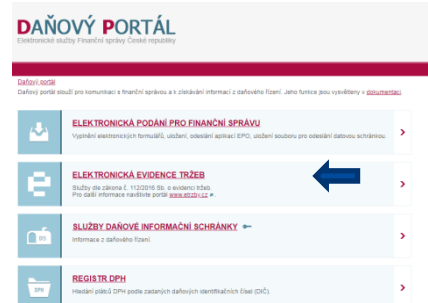 DAŇOVÝ PORTÁL
Elektronické služby Finanční správy České republiky
Daňový portál
Daňový portál slouží pro komunikaci s finanční správou a k získávání informací z daňového řízení. Jeho funkce jsou vysvětleny v dokumentaci.
ELEKTRONICKÁ PODÁNÍ PRO FINANČNÍ SPRÁVU
Vyplnění elektronických formulářů, uložení, odeslání aplikací EPO, uložení souboru pro odeslání datovou schránkou.
ELEKTRONICKÁ EVIDENCE TRŽEB
Služby dle zákona č. 112/2016 Sb. o evidenci tržeb.
Pro další informace navštivte portál www.etrzby.cz
SLUŽBY DAŇOVÉ INFORMAČNÍ SCHRÁNKY
DIS
Informace z daňového řízení.
REGISTR DPH
DPH
Hledání plátců DPH podle zadaných daňových identifikačních čísel (DIČ).